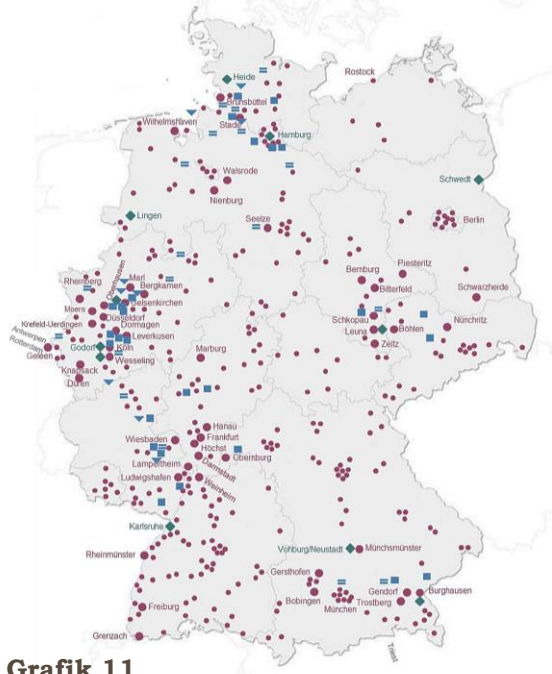 Heide
Rostock
Brunsbüttel
Wilhelmshaven
Stade
Hamburg
Walsrode
Schwedt
Nienburg
Lingen
Seelze
Berlin
Oberhausen
Marl
Bernburg
Piesteritz
Rheinberg
Bergkamen
Bitterfeld
Schwarzheide
Gelsenkirchen
Moers
Düsseldorf
Schkopau
Krefeld-Uerdingen
Dormagen
Leuna
Böhlen
Nünchritz
Antwerpen
Leverkusen
Rotterdam
Godorf
Köln
Zeitz
Geleen
Wesseling
Marburg
Knapsack
Düren
Hanau
Wiesbaden
Frankfurt
Höchst
Obernburg
Lampertheim
Darmstadt
Ludwigshafen
Weinheim
Karlsruhe
Vohburg/Neustadt
Münchsmünster
Rheinmünster
Gersthofen
Gendorf
Burghausen
Bobingen
München
Trostberg
Freiburg
Grenzach
Triest
Grafik 11